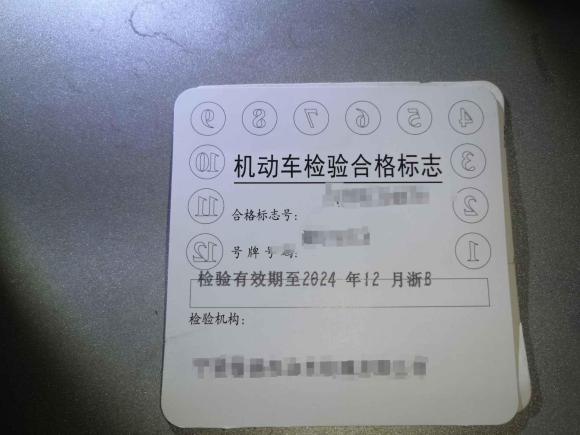 9 8 7 6 5 4
10 机动车检验合格标志 3
11 合格标志号: 2
12 号牌号码: 1
检验有效期至2024 年12 月浙B
检验机构: